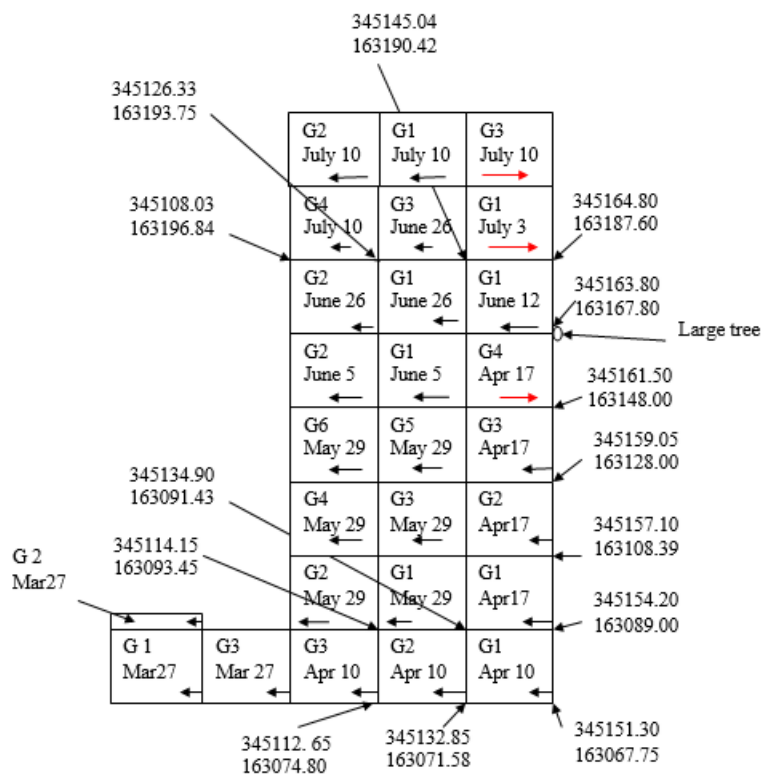 345145.04
163190.42
345126.33
163193.75
G2
July 10
G1
July 10
G3
July 10
345108.03
163196.84
G4
July 10
G3
June 26
G1
July 3
345164.80
163187.60
G2
June 26
G1
June 26
G1
June 12
345163.80
163167.80
Large tree
G2
June 5
G1
June 5
G4
Apr 17
345161.50
163148.00
G6
May 29
G5
May 29
G3
Apr17
345159.05
163128.00
345134.90
163091.43
G4
May 29
G3
May 29
G2
Apr17
345157.10
163108.39
345114.15
163093.45
G 2
Mar27
G2
May 29
G1
May 29
G1
Apr17
345154.20
163089.00
G 1
Mar27
G3
Mar 27
G3
Apr 10
G2
Apr 10
G1
Apr 10
345112. 65
163074.80
345132.85
163071.58
345151.30
163067.75